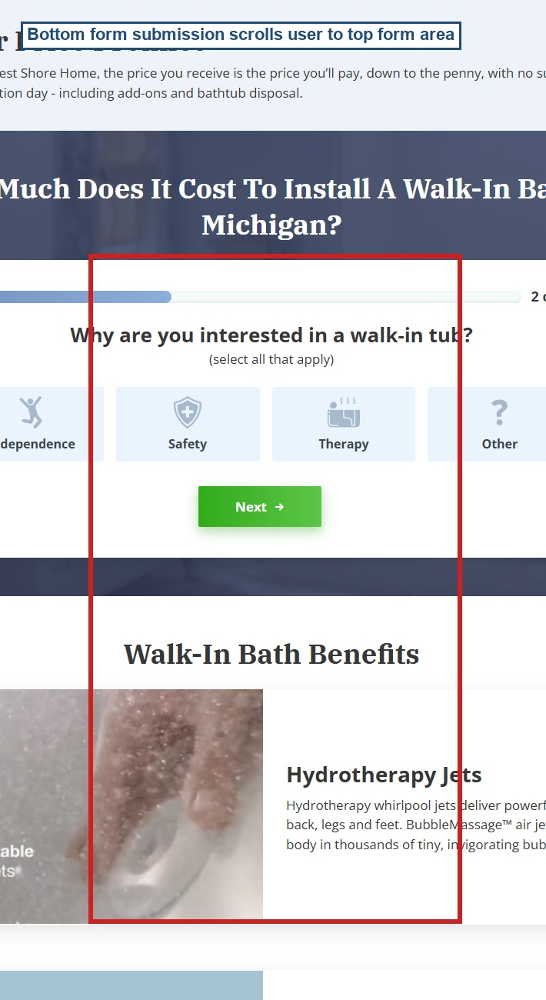 Bottom form submission scrolls user to top form area
est Shore Home, the price you receive is the price you'll pay, down to the penny, with no su
tion day - including add-ons and bathtub disposal.
Much Does It Cost To Install A Walk-In Ba
Michigan?
2 o
Why are you interested in a walk-in tub?
(select all that apply)
dependence
Safety
Therapy
Other
Next →
Walk-In Bath Benefits
Hydrotherapy Jets
Hydrotherapy whirlpool jets deliver powerf
back, legs and feet. BubbleMassage™ air je
body in thousands of tiny, invigorating bub
table
ets®